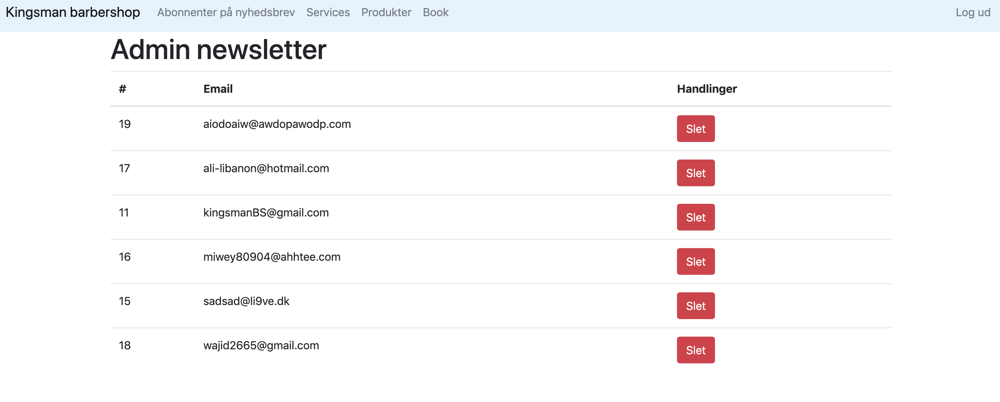 Kingsman barbershop Abonnenter på nyhedsbrev Services Produkter Book Log ud
Admin newsletter
# Email Handlinger
19 aiodoaiw@awdopawodp.com Slet
17 ali-libanon@hotmail.com Slet
11 kingsmanBS@gmail.com Slet
16 miwey80904@ahhtee.com Slet
15 sadsad@li9ve.dk Slet
18 wajid2665@gmail.com Slet